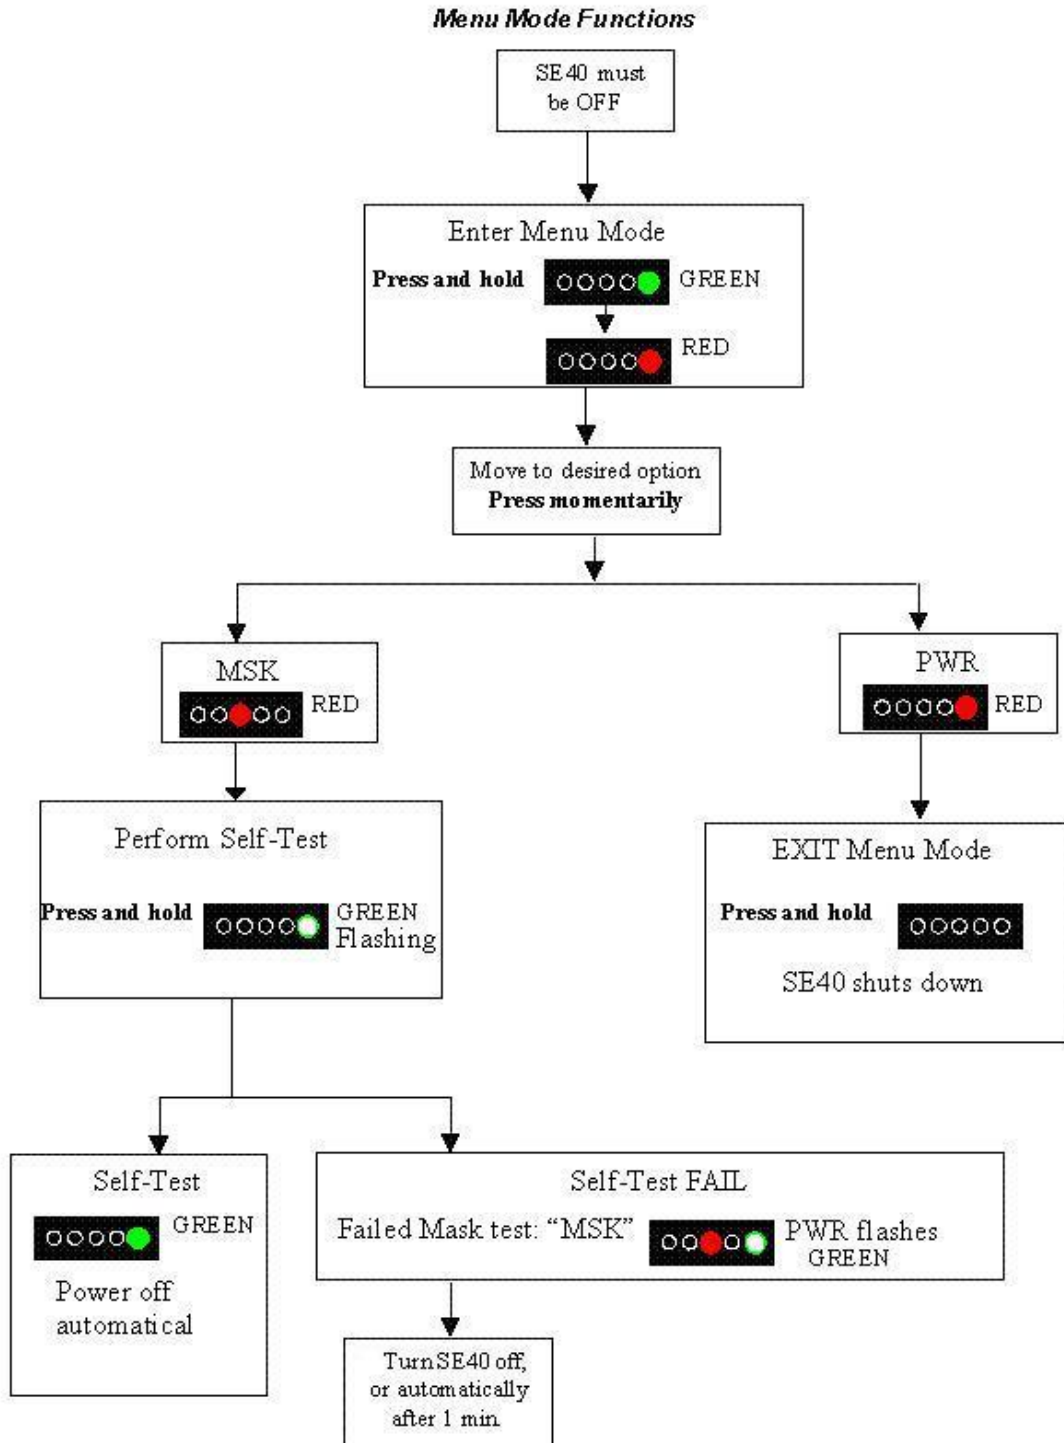 Menu Mode Functions
SE40 must
be OFF
Enter Menu Mode
Press and hold
GREEN
RED
Move to desired option
Press momentarily
MSK
RED
PWR
RED
Perform Self-Test
Press and hold
GREEN
Flashing
EXIT Menu Mode
Press and hold
SE40 shuts down
Self-Test
GREEN
Power off
automatical
Self-Test FAIL
Failed Mask test: “MSK”
PWR flashes
GREEN
Turn SE40 off,
or automatically
after 1 min.